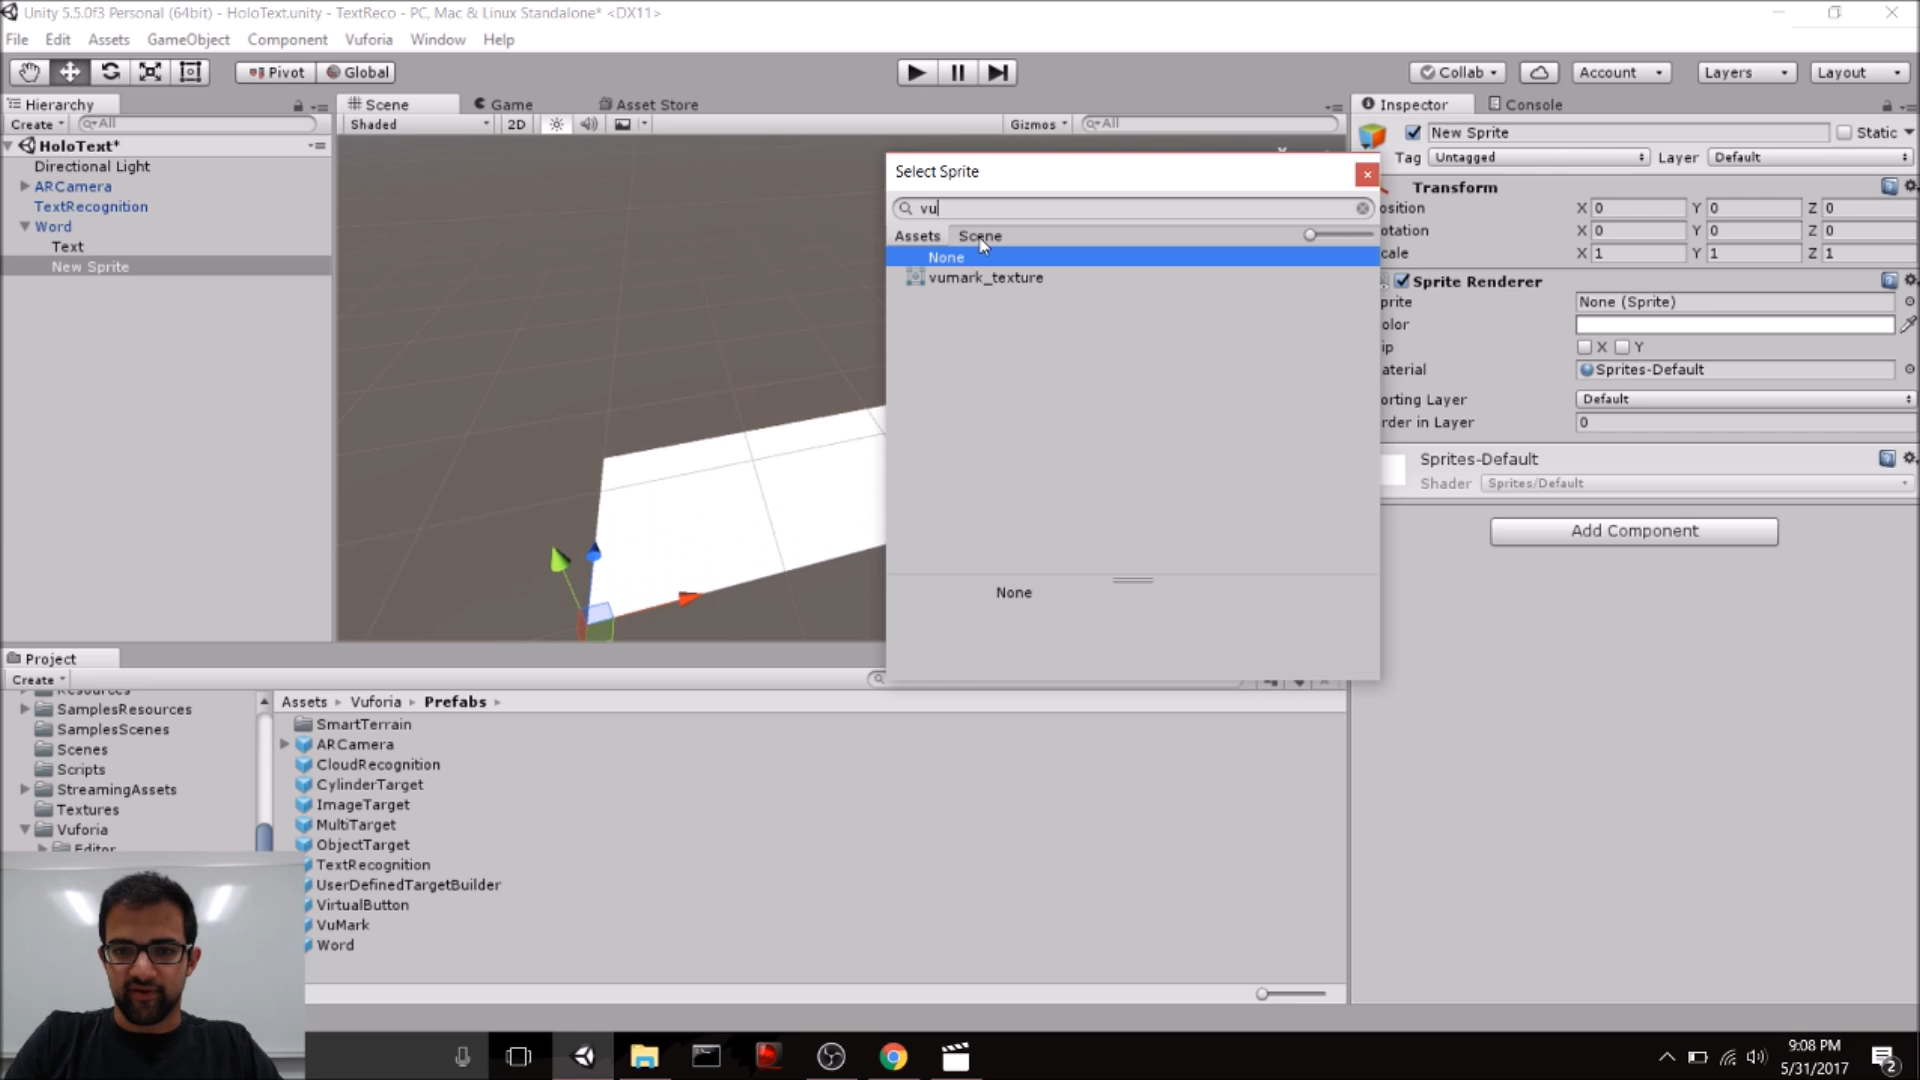 Unity 5.5.0f3 Personal (64bit) - HoloText.unity - TextReco - PC, Mac & Linux Standalone* <DX11>
File Edit Assets GameObject Component Vuforia Window Help
Pivot Global Collab Account Layers Layout
Hierarchy Scene Game Asset Store Inspector Console
Create All Shaded 2D Gizmos All
New Sprite Static
Tag Untagged Layer Default
HoloText*
Directional Light
ARCamera
TextRecognition
Word
Text
New Sprite
Select Sprite
vu
Assets Scene
None
vumark_texture
None
Transform
osition X 0 Y 0 Z 0
otation X 0 Y 0 Z 0
cale X 1 Y 1 Z 1
Sprite Renderer
prite None (Sprite)
olor
ip X Y
aterial Sprites-Default
orting Layer Default
rder in Layer 0
Sprites-Default
Shader Sprites/Default
Add Component
Project
Create
Resources
SamplesResources
SamplesScenes
Scenes
Scripts
StreamingAssets
Textures
Vuforia
Editor
Assets Vuforia Prefabs
SmartTerrain
ARCamera
CloudRecognition
CylinderTarget
ImageTarget
MultiTarget
ObjectTarget
TextRecognition
UserDefinedTargetBuilder
VirtualButton
VuMark
Word
9:08 PM
5/31/2017
2